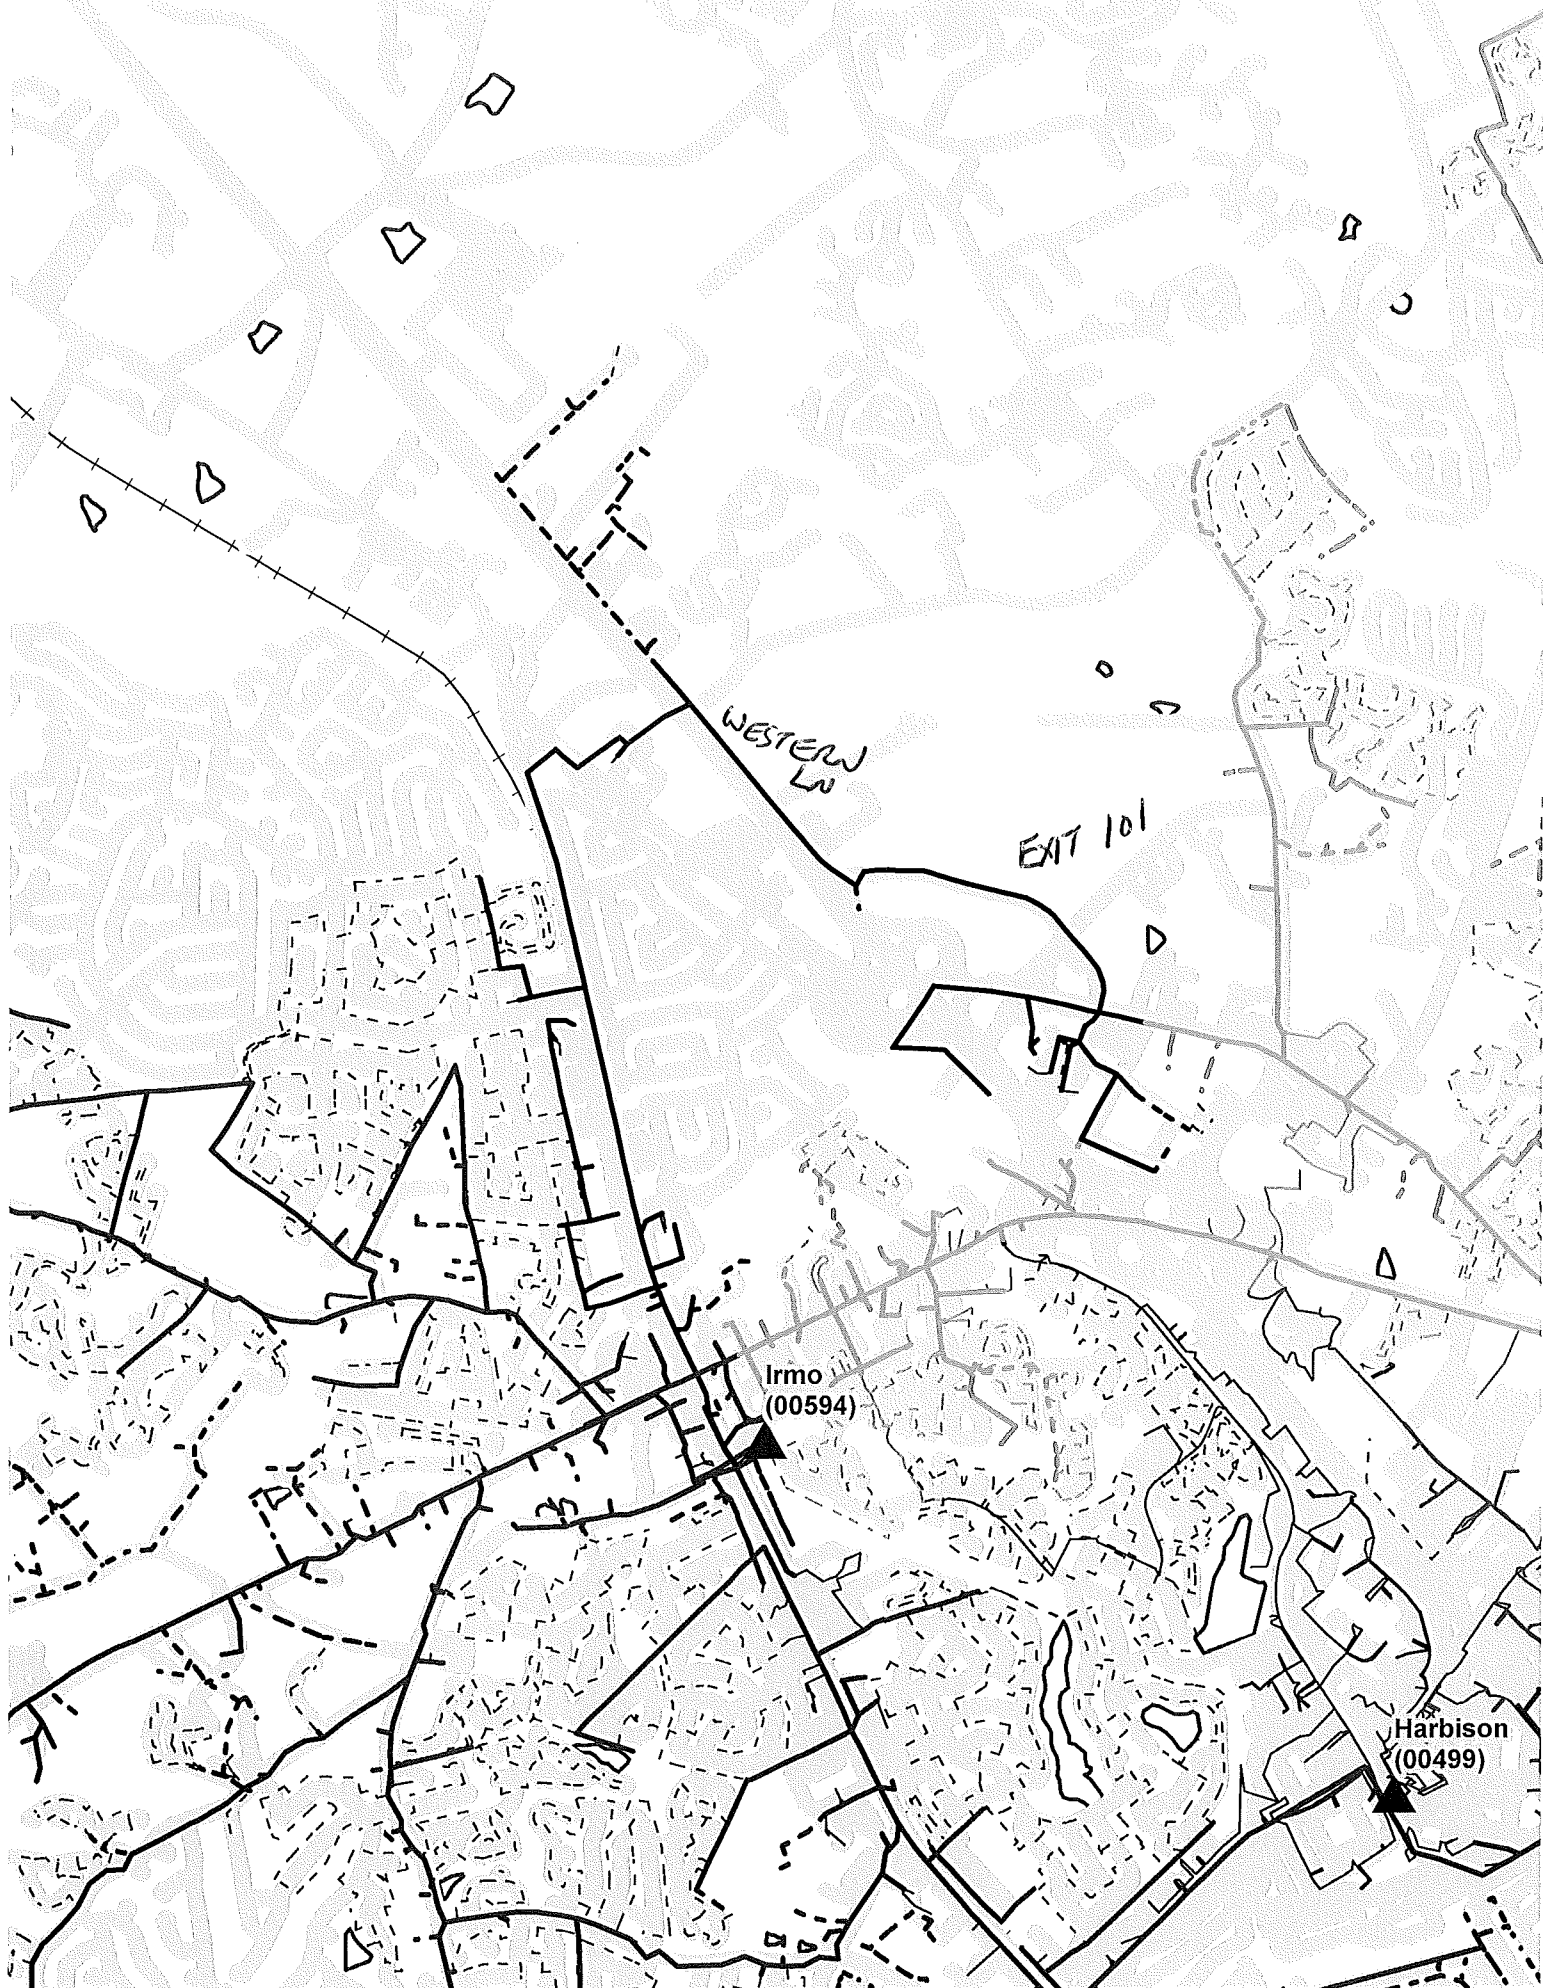 WESTERN
LN
EXIT 101
Irmo
(00594)
Harbison
(00499)